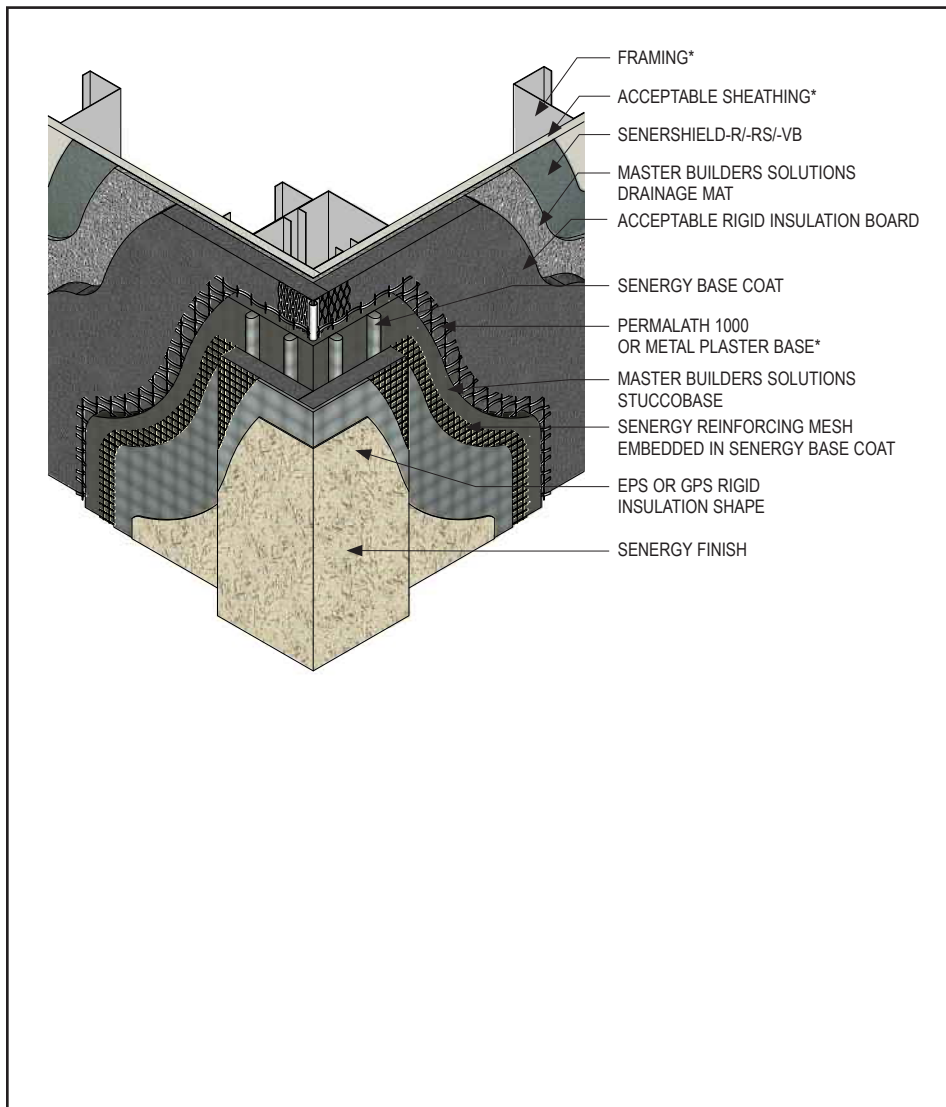 FRAMING*
ACCEPTABLE SHEATHING*
SENERSHIELD-R/-RS/-VB
MASTER BUILDERS SOLUTIONS
DRAINAGE MAT
ACCEPTABLE RIGID INSULATION BOARD
SENERGY BASE COAT
PERMALATH 1000
OR METAL PLASTER BASE*
MASTER BUILDERS SOLUTIONS
STUCCOBASE
SENERGY REINFORCING MESH
EMBEDDED IN SENERGY BASE COAT
EPS OR GPS RIGID
INSULATION SHAPE
SENERGY FINISH